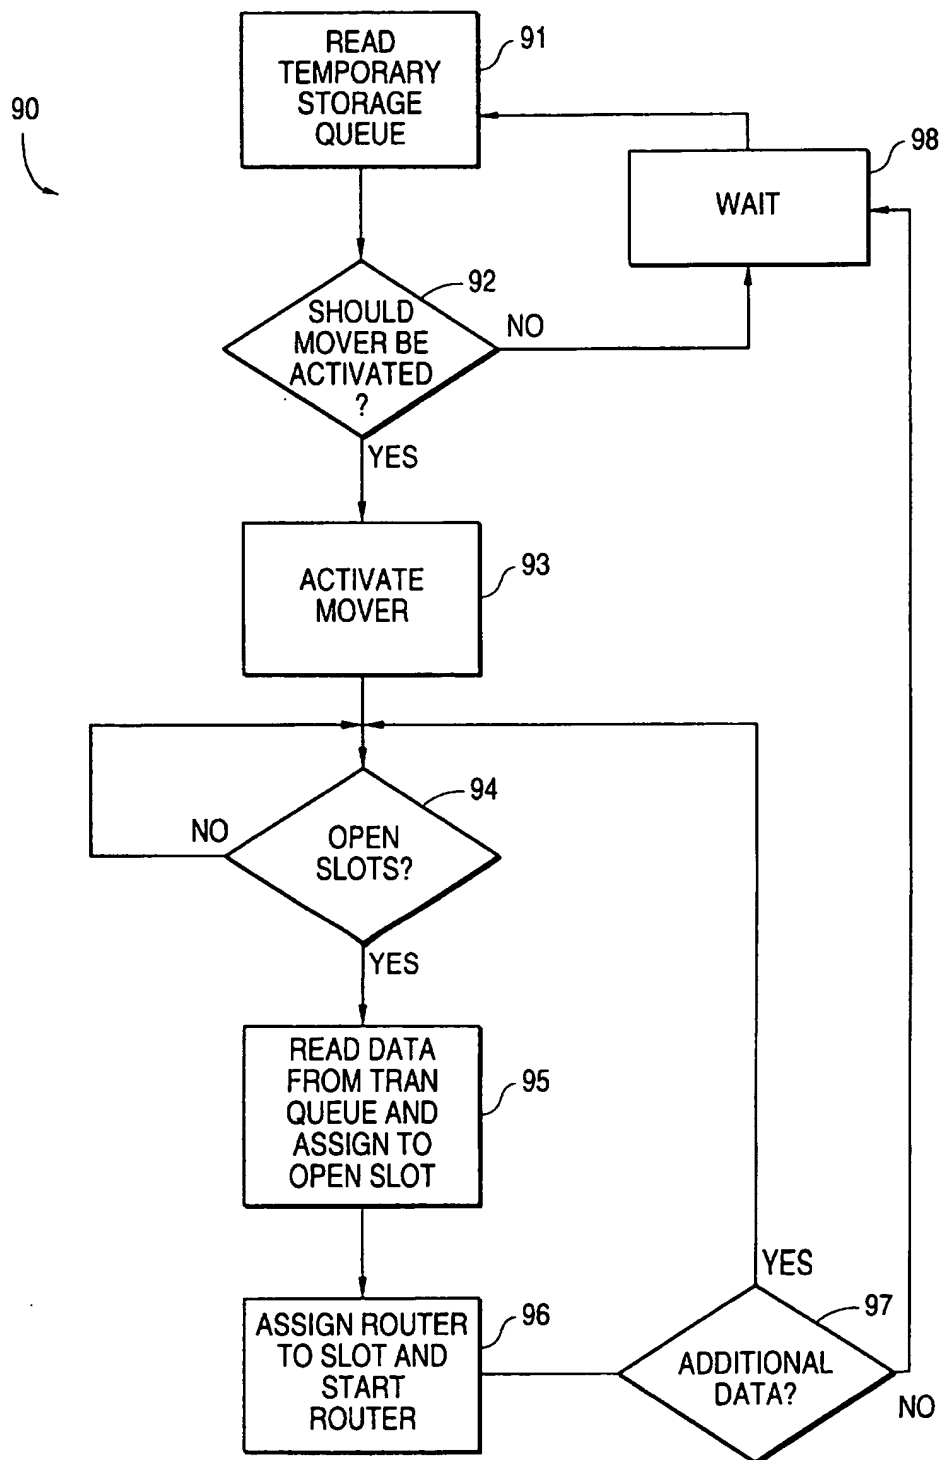 READ
TEMPORARY
STORAGE
QUEUE
91
90
98
WAIT
92
SHOULD
MOVER BE
ACTIVATED
?
NO
YES
ACTIVATE
MOVER
93
94
NO
OPEN
SLOTS?
YES
READ DATA
FROM TRAN
QUEUE AND
ASSIGN TO
OPEN SLOT
95
YES
ASSIGN ROUTER
TO SLOT AND
START
ROUTER
96
97
ADDITIONAL
DATA?
NO